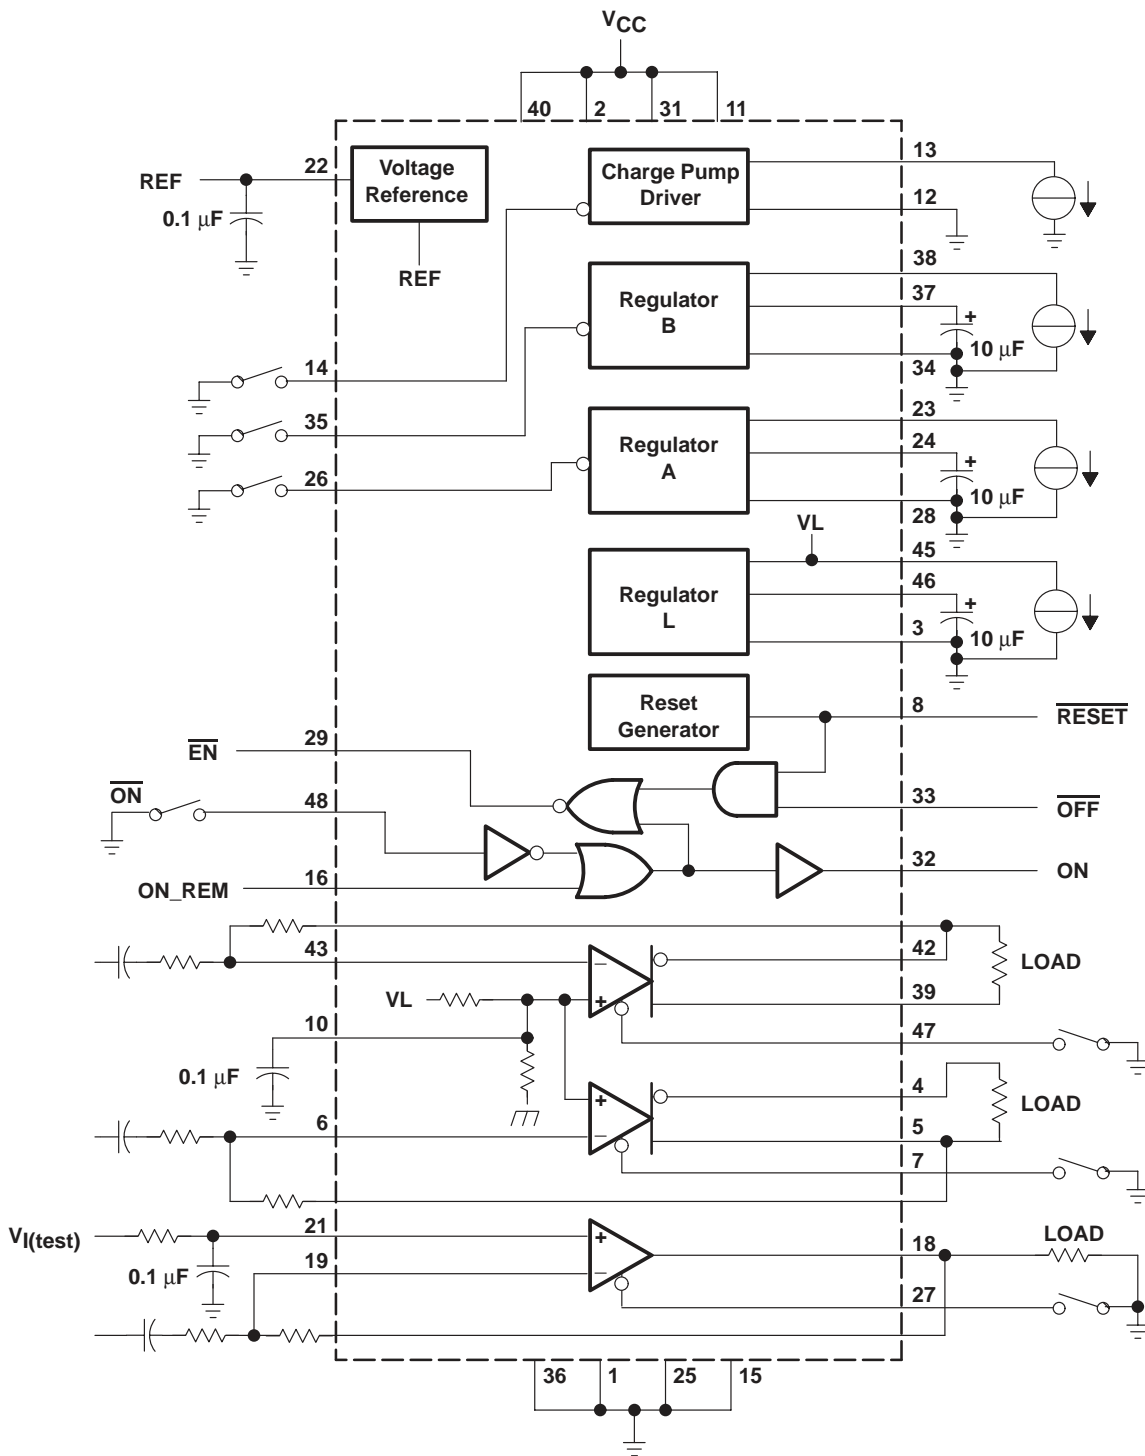 VCC
40 2 31 11
22
Voltage
Reference
REF
0.1 μF
REF
Charge Pump
Driver
13
12
Regulator
B
38
37
+
10 μF
34
14
35
26
Regulator
A
23
24
+
10 μF
28
VL
Regulator
L
45
46
+
3
10 μF
Reset
Generator
8
RESET
EN
29
ON
48
33
OFF
ON_REM
16
32
ON
43
–
+
42
39
LOAD
VL
10
47
0.1 μF
+
–
4
5
LOAD
6
7
VI(test)
21
0.1 μF
19
+
–
18
LOAD
27
36 1 25 15